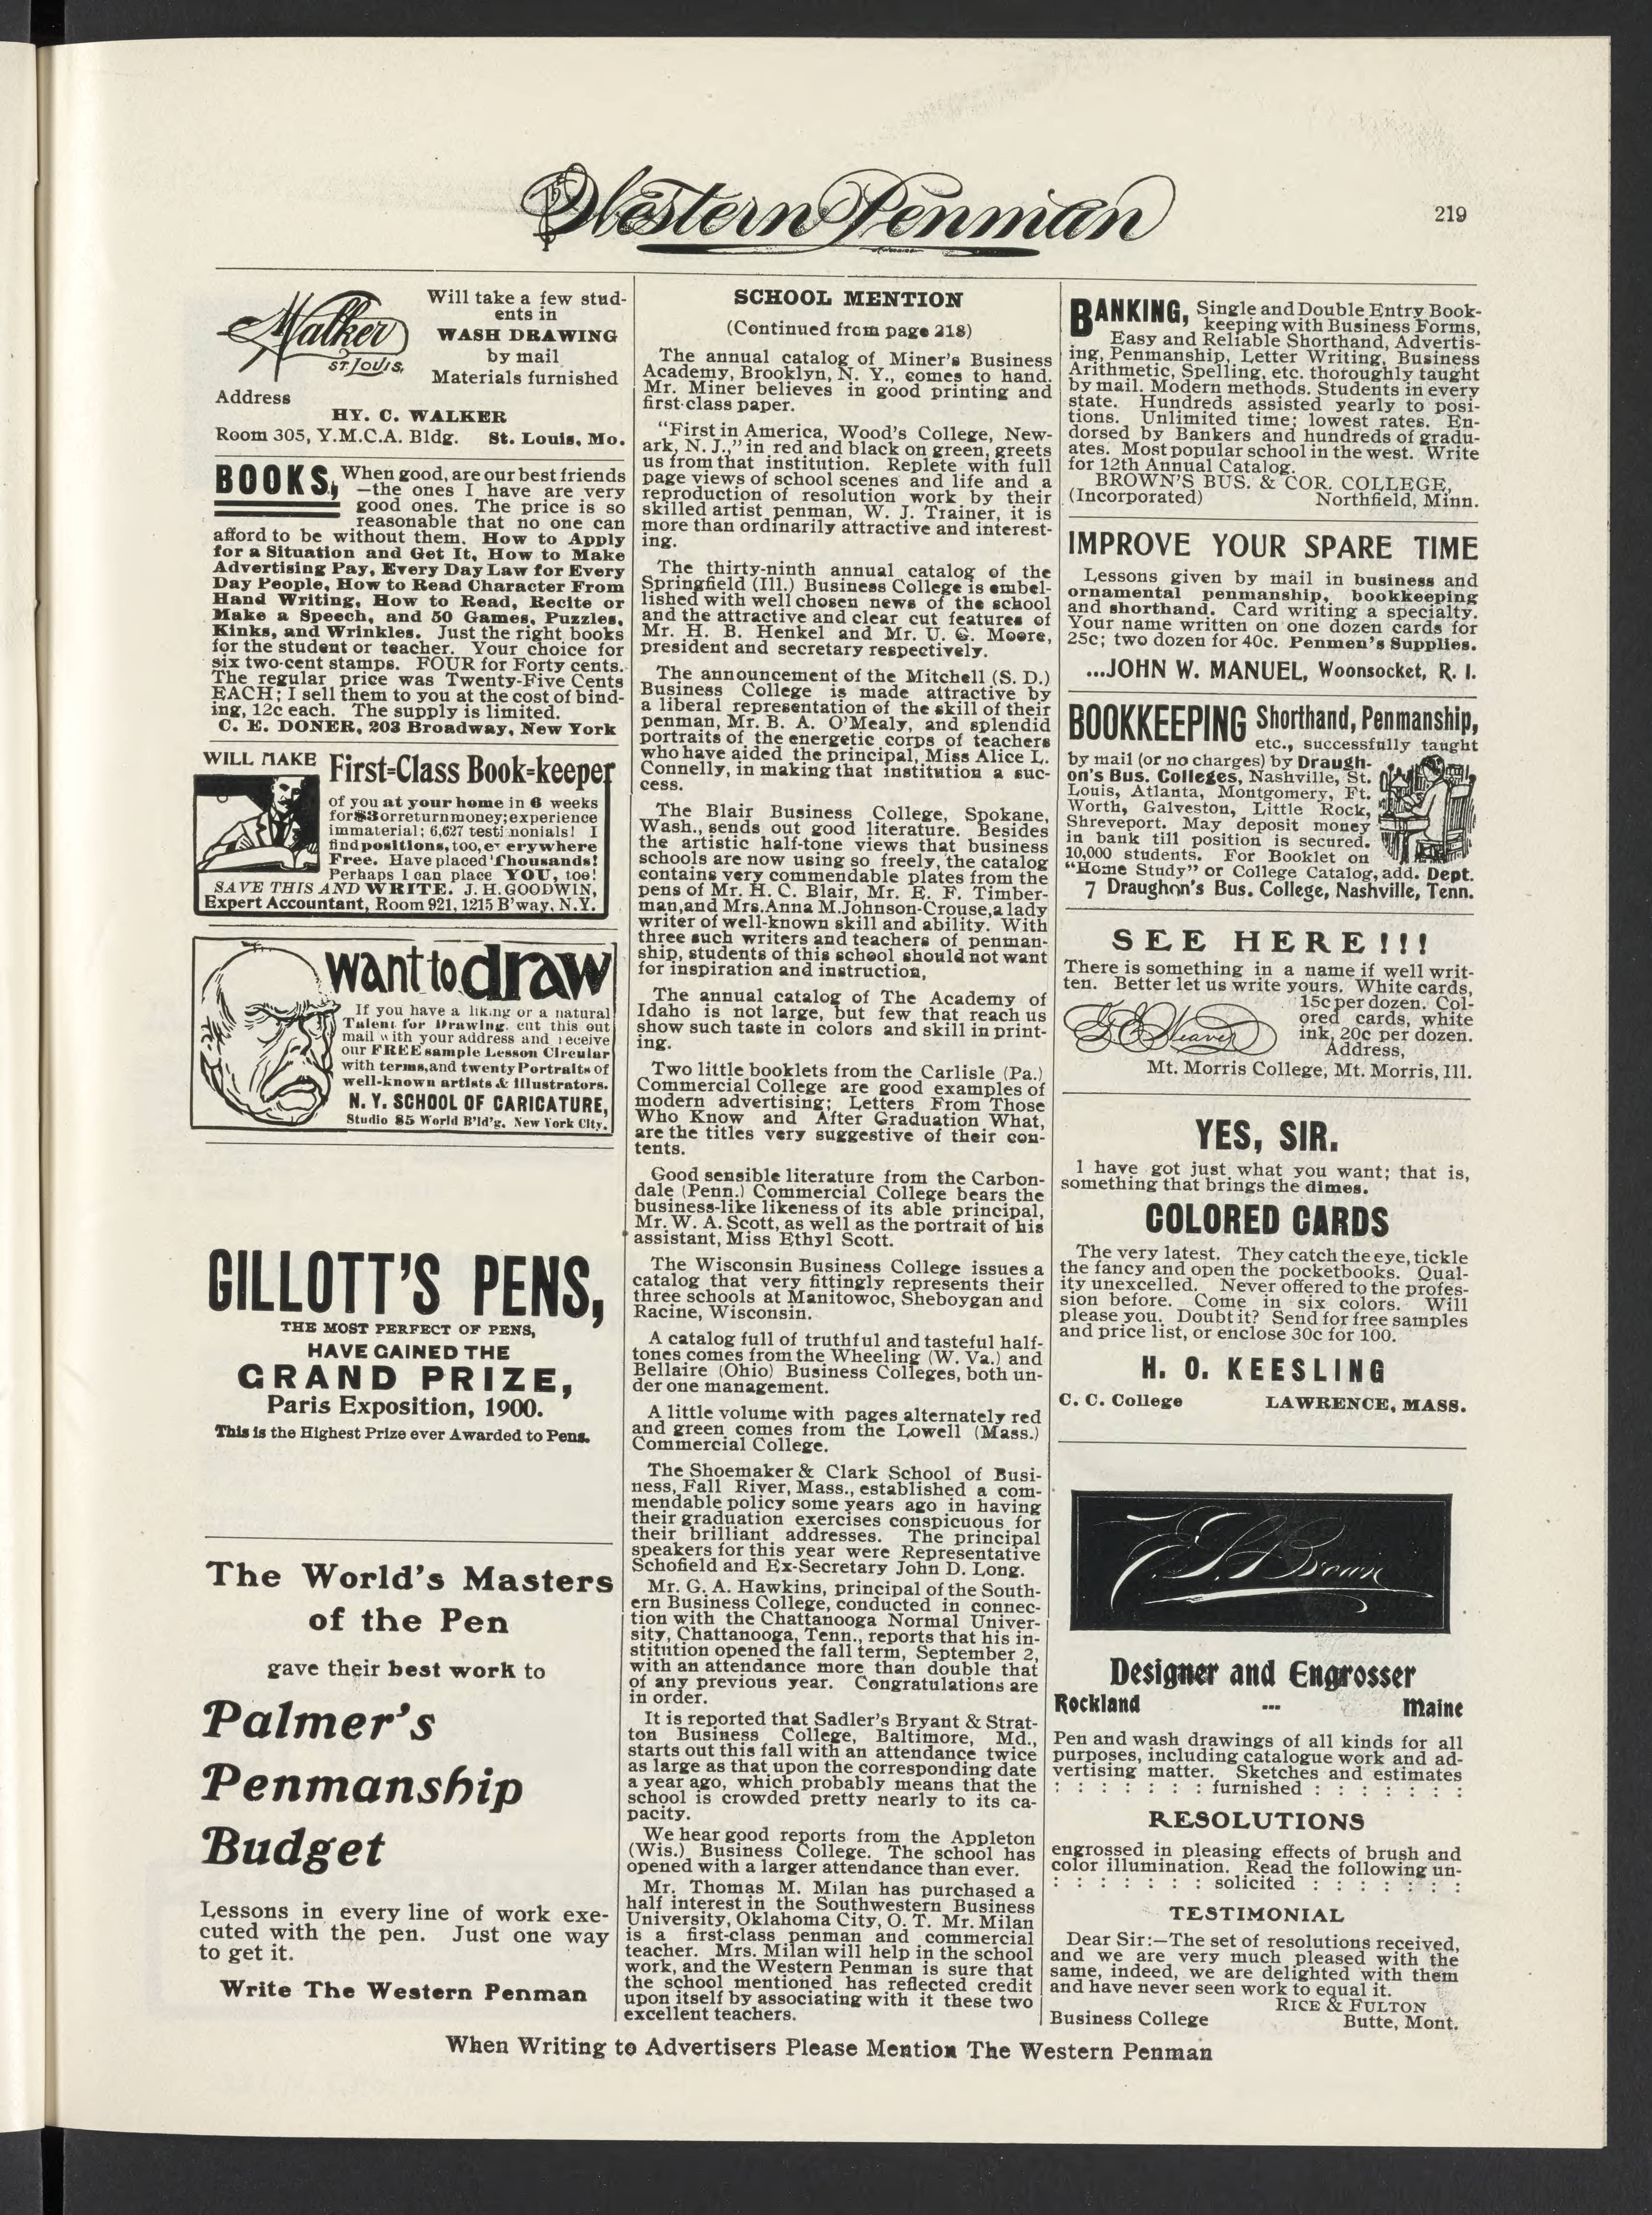 The Western Penman
219
Walker
ST. LOUIS.
Will take a few stud-
ents in
WASH DRAWING
by mail
Materials furnished
Address
HY. C. WALKER
Room 305, Y.M.C.A. Bldg. St. Louis, Mo.
BOOKS, When good, are our best friends
—the ones I have are very
good ones. The price is so
reasonable that no one can
afford to be without them. How to Apply
for a Situation and Get It, How to Make
Advertising Pay, Every Day Law for Every
Day People, How to Read Character From
Hand Writing, How to Read, Recite or
Make a Speech, and 50 Games, Puzzles,
Kinks, and Wrinkles. Just the right books
for the student or teacher. Your choice for
six two-cent stamps. FOUR for Forty cents.
The regular price was Twenty-Five Cents
EACH; I sell them to you at the cost of bind-
ing, 12c each. The supply is limited.
C. E. DONER, 203 Broadway, New York
WILL MAKE First=Class Book=keeper
of you at your home in 6 weeks
for $3 or return money; experience
immaterial; 6,627 testimonials! I
find positions, too, everywhere
Free. Have placed Thousands!
Perhaps I can place YOU, too!
SAVE THIS AND WRITE. J. H. GOODWIN,
Expert Accountant, Room 921, 1215 B'way, N.Y.
want to draw
If you have a liking or a natural
Talent for Drawing, cut this out
mail with your address and receive
our FREE sample Lesson Circular
with terms, and twenty Portraits of
well-known artists & illustrators.
N. Y. SCHOOL OF CARICATURE,
Studio 85 World B'ld'g, New York City.
GILLOTT'S PENS,
THE MOST PERFECT OF PENS,
HAVE GAINED THE
GRAND PRIZE,
Paris Exposition, 1900.
This is the Highest Prize ever Awarded to Pens.
The World's Masters
of the Pen
gave their best work to
Palmer's
Penmanship
Budget
Lessons in every line of work exe-
cuted with the pen. Just one way
to get it.
Write The Western Penman
SCHOOL MENTION
(Continued from page 218)
The annual catalog of Miner's Business
Academy, Brooklyn, N. Y., comes to hand.
Mr. Miner believes in good printing and
first-class paper.
"First in America, Wood's College, New-
ark, N. J.," in red and black on green, greets
us from that institution. Replete with full
page views of school scenes and life and a
reproduction of resolution work by their
skilled artist penman, W. J. Trainer, it is
more than ordinarily attractive and interest-
ing.
The thirty-ninth annual catalog of the
Springfield (Ill.) Business College is embel-
lished with well chosen news of the school
and the attractive and clear cut features of
Mr. H. B. Henkel and Mr. U. G. Moore,
president and secretary respectively.
The announcement of the Mitchell (S. D.)
Business College is made attractive by
a liberal representation of the skill of their
penman, Mr. B. A. O'Mealy, and splendid
portraits of the energetic corps of teachers
who have aided the principal, Miss Alice L.
Connelly, in making that institution a suc-
cess.
The Blair Business College, Spokane,
Wash., sends out good literature. Besides
the artistic half-tone views that business
schools are now using so freely, the catalog
contains very commendable plates from the
pens of Mr. H. C. Blair, Mr. E. F. Timber-
man, and Mrs. Anna M. Johnson-Crouse, a lady
writer of well-known skill and ability. With
three such writers and teachers of penman-
ship, students of this school should not want
for inspiration and instruction,
The annual catalog of The Academy of
Idaho is not large, but few that reach us
show such taste in colors and skill in print-
ing.
Two little booklets from the Carlisle (Pa.)
Commercial College are good examples of
modern advertising; Letters From Those
Who Know and After Graduation What,
are the titles very suggestive of their con-
tents.
Good sensible literature from the Carbon-
dale (Penn.) Commercial College bears the
business-like likeness of its able principal,
Mr. W. A. Scott, as well as the portrait of his
assistant, Miss Ethyl Scott.
The Wisconsin Business College issues a
catalog that very fittingly represents their
three schools at Manitowoc, Sheboygan and
Racine, Wisconsin.
A catalog full of truthful and tasteful half-
tones comes from the Wheeling (W. Va.) and
Bellaire (Ohio) Business Colleges, both un-
der one management.
A little volume with pages alternately red
and green comes from the Lowell (Mass.)
Commercial College.
The Shoemaker & Clark School of Busi-
ness, Fall River, Mass., established a com-
mendable policy some years ago in having
their graduation exercises conspicuous for
their brilliant addresses. The principal
speakers for this year were Representative
Schofield and Ex-Secretary John D. Long.
Mr. G. A. Hawkins, principal of the South-
ern Business College, conducted in connec-
tion with the Chattanooga Normal Univer-
sity, Chattanooga, Tenn., reports that his in-
stitution opened the fall term, September 2,
with an attendance more than double that
of any previous year. Congratulations are
in order.
It is reported that Sadler's Bryant & Strat-
ton Business College, Baltimore, Md.,
starts out this fall with an attendance twice
as large as that upon the corresponding date
a year ago, which probably means that the
school is crowded pretty nearly to its ca-
pacity.
We hear good reports from the Appleton
(Wis.) Business College. The school has
opened with a larger attendance than ever.
Mr. Thomas M. Milan has purchased a
half interest in the Southwestern Business
University, Oklahoma City, O. T. Mr. Milan
is a first-class penman and commercial
teacher. Mrs. Milan will help in the school
work, and the Western Penman is sure that
the school mentioned has reflected credit
upon itself by associating with it these two
excellent teachers.
BANKING, Single and Double Entry Book-
keeping with Business Forms,
Easy and Reliable Shorthand, Advertis-
ing, Penmanship, Letter Writing, Business
Arithmetic, Spelling, etc. thoroughly taught
by mail. Modern methods. Students in every
state. Hundreds assisted yearly to posi-
tions. Unlimited time; lowest rates. En-
dorsed by Bankers and hundreds of gradu-
ates. Most popular school in the west. Write
for 12th Annual Catalog.
BROWN'S BUS. & COR. COLLEGE,
(Incorporated) Northfield, Minn.
IMPROVE YOUR SPARE TIME
Lessons given by mail in business and
ornamental penmanship, bookkeeping
and shorthand. Card writing a specialty.
Your name written on one dozen cards for
25c; two dozen for 40c. Penmen's Supplies.
...JOHN W. MANUEL, Woonsocket, R. I.
BOOKKEEPING Shorthand, Penmanship,
etc., successfully taught
by mail (or no charges) by Draugh-
on's Bus. Colleges, Nashville, St.
Louis, Atlanta, Montgomery, Ft.
Worth, Galveston, Little Rock,
Shreveport. May deposit money
in bank till position is secured.
10,000 students. For Booklet on
"Home Study" or College Catalog, add. Dept.
7 Draughon's Bus. College, Nashville, Tenn.
SEE HERE!!!
There is something in a name if well writ-
ten. Better let us write yours. White cards,
15c per dozen. Col-
ored cards, white
ink, 20c per dozen.
Address,
G. E. Weaver
Mt. Morris College, Mt. Morris, Ill.
YES, SIR.
I have got just what you want; that is,
something that brings the dimes.
COLORED CARDS
The very latest. They catch the eye, tickle
the fancy and open the pocketbooks. Qual-
ity unexcelled. Never offered to the profes-
sion before. Come in six colors. Will
please you. Doubt it? Send for free samples
and price list, or enclose 30c for 100.
H. O. KEESLING
C. C. College LAWRENCE, MASS.
E. L. Brown
Designer and Engrosser
Rockland --- Maine
Pen and wash drawings of all kinds for all
purposes, including catalogue work and ad-
vertising matter. Sketches and estimates
: : : : : : : furnished : : : : : : :
RESOLUTIONS
engrossed in pleasing effects of brush and
color illumination. Read the following un-
: : : : : : : solicited : : : : : : :
TESTIMONIAL
Dear Sir:—The set of resolutions received,
and we are very much pleased with the
same, indeed, we are delighted with them
and have never seen work to equal it.
RICE & FULTON
Business College Butte, Mont.
When Writing to Advertisers Please Mention The Western Penman